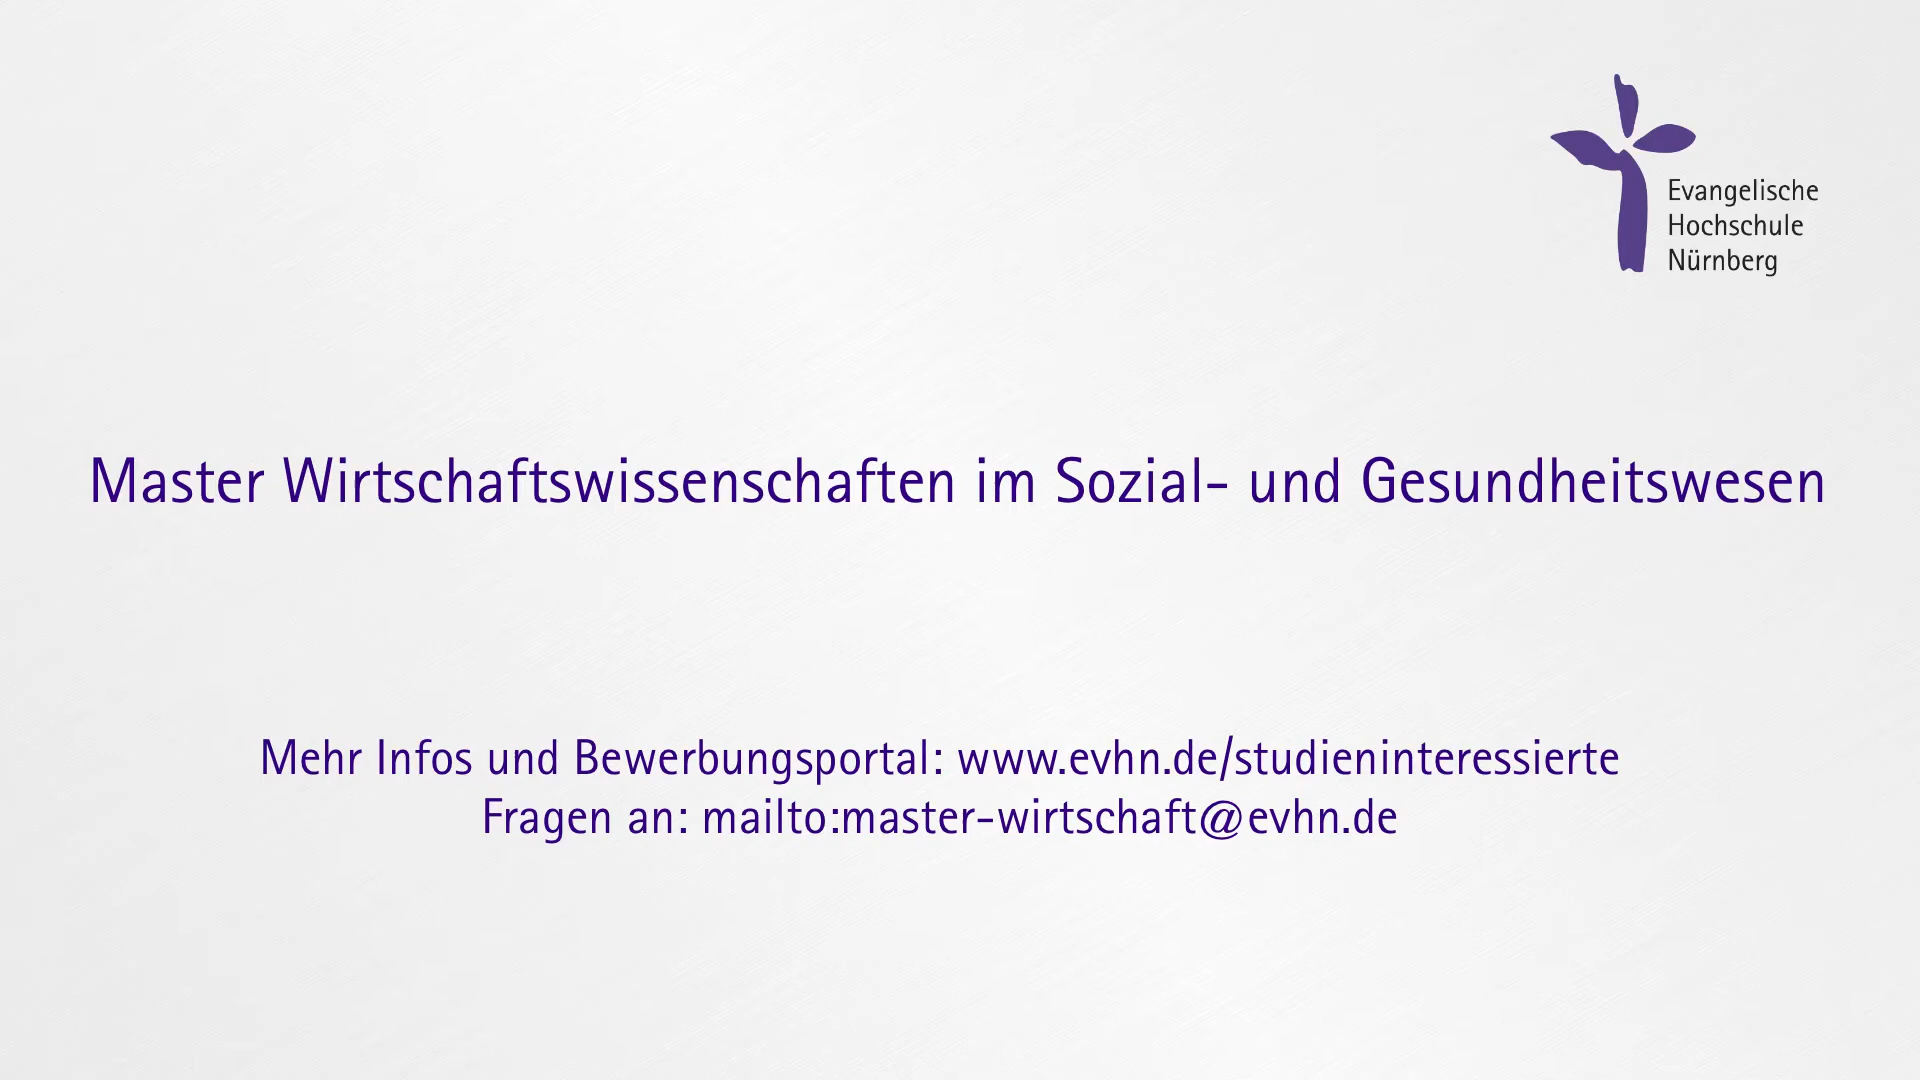 Evangelische
Hochschule
Nürnberg
Master Wirtschaftswissenschaften im Sozial- und Gesundheitswesen
Mehr Infos und Bewerbungsportal: www.evhn.de/studieninteressierte
Fragen an: mailto:master-wirtschaft@evhn.de